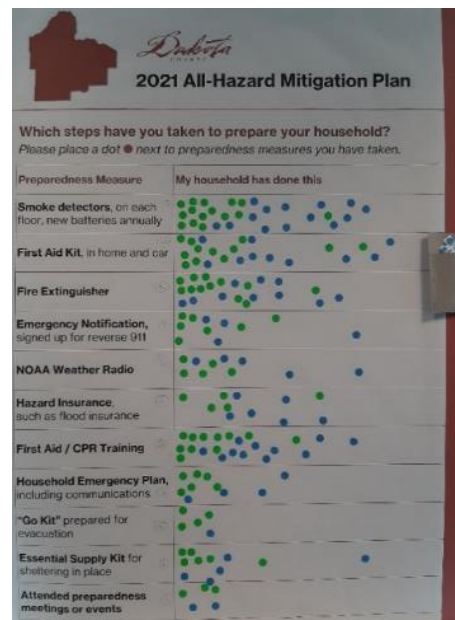 Dakota
COUNTY
2021 All-Hazard Mitigation Plan
Which steps have you taken to prepare your household?
Please place a dot ● next to preparedness measures you have taken.
Preparedness Measure My household has done this
Smoke detectors, on each
floor, new batteries annually
First Aid Kit, in home and car
Fire Extinguisher
Emergency Notification,
signed up for reverse 911
NOAA Weather Radio
Hazard Insurance,
such as flood insurance
First Aid / CPR Training
Household Emergency Plan,
including communications
"Go Kit" prepared for
evacuation
Essential Supply Kit for
sheltering in place
Attended preparedness
meetings or events